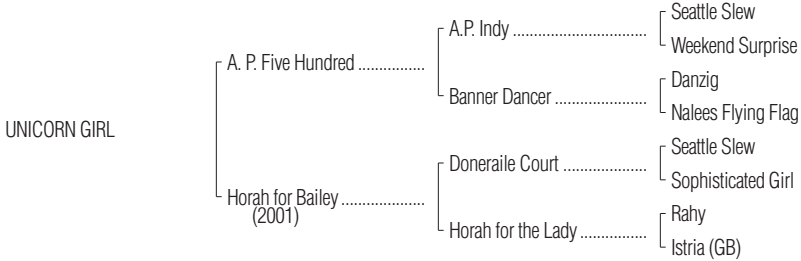 Seattle Slew
A.P. Indy ................................
Weekend Surprise
A. P. Five Hundred ................
Danzig
Banner Dancer ......................
Nalees Flying Flag
UNICORN GIRL
Seattle Slew
Doneraile Court ....................
Sophisticated Girl
Horah for Bailey ....................
(2001)
Rahy
Horah for the Lady ................
Istria (GB)